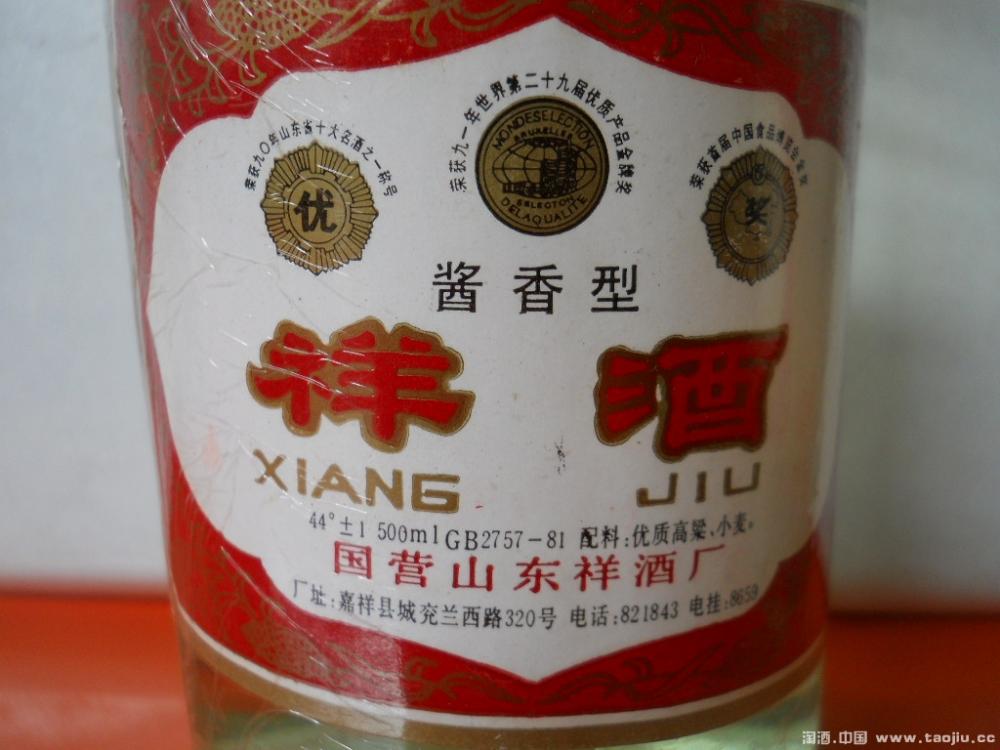 荣获九〇年山东省十大名酒之一称号
优
荣获九一年世界第二十九届优质产品金牌奖
MONDESELECTION
BRUXELLES
SELECTON
DELAQUALITE
荣获首届中国食品博览会金奖
奖
酱香型
祥酒
XIANG JIU
44°±1 500ml GB2757-81 配料:优质高粱、小麦。
国营山东祥酒厂
厂址:嘉祥县城兖兰西路320号 电话:821843 电挂:8659
淘酒.中国 www.taojiu.cc